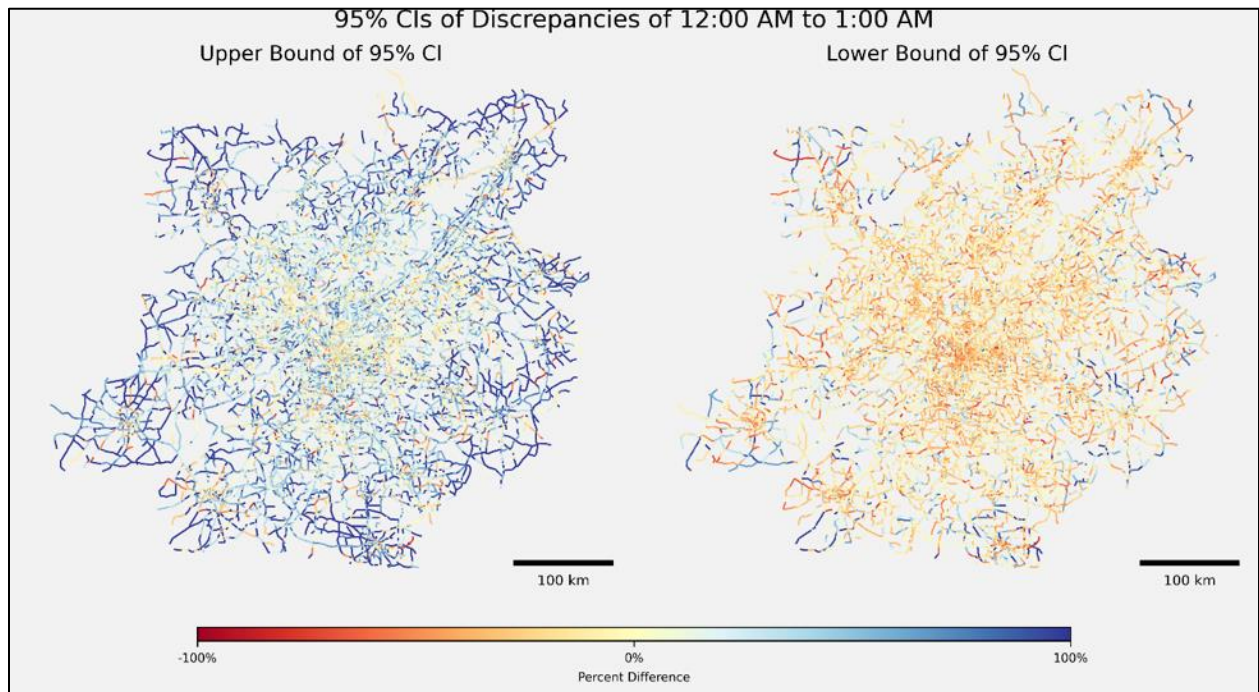 95% CIs of Discrepancies of 12:00 AM to 1:00 AM
Upper Bound of 95% CI
Lower Bound of 95% CI
100 km
100 km
-100%
0%
100%
Percent Difference